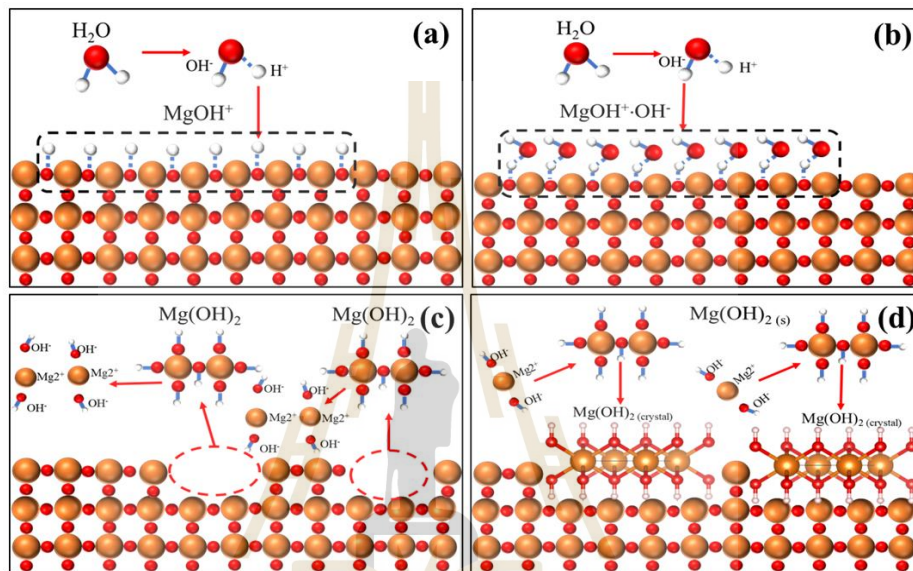 (a)
H₂O
OH⁻
H⁺
MgOH⁺
(b)
H₂O
OH⁻
H⁺
MgOH⁺·OH⁻
(c)
Mg(OH)₂
Mg(OH)₂
OH⁻
OH⁻
Mg2⁺
OH⁻
OH⁻
OH⁻
OH⁻
Mg2⁺
OH⁻
OH⁻
(d)
Mg(OH)₂ (s)
OH⁻
Mg²⁺
OH⁻
OH⁻
Mg²⁺
OH⁻
Mg(OH)₂ (crystal)
Mg(OH)₂ (crystal)